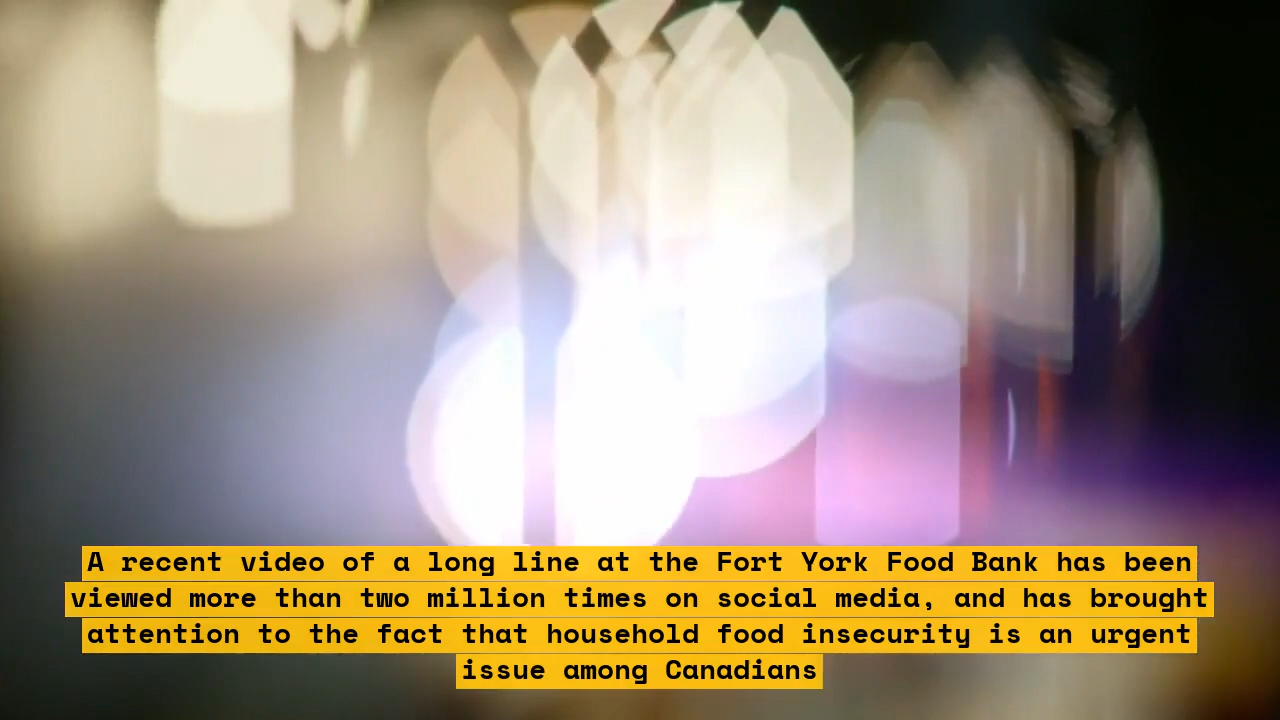 A recent video of a long line at the Fort York Food Bank has been
viewed more than two million times on social media, and has brought
attention to the fact that household food insecurity is an urgent
issue among Canadians